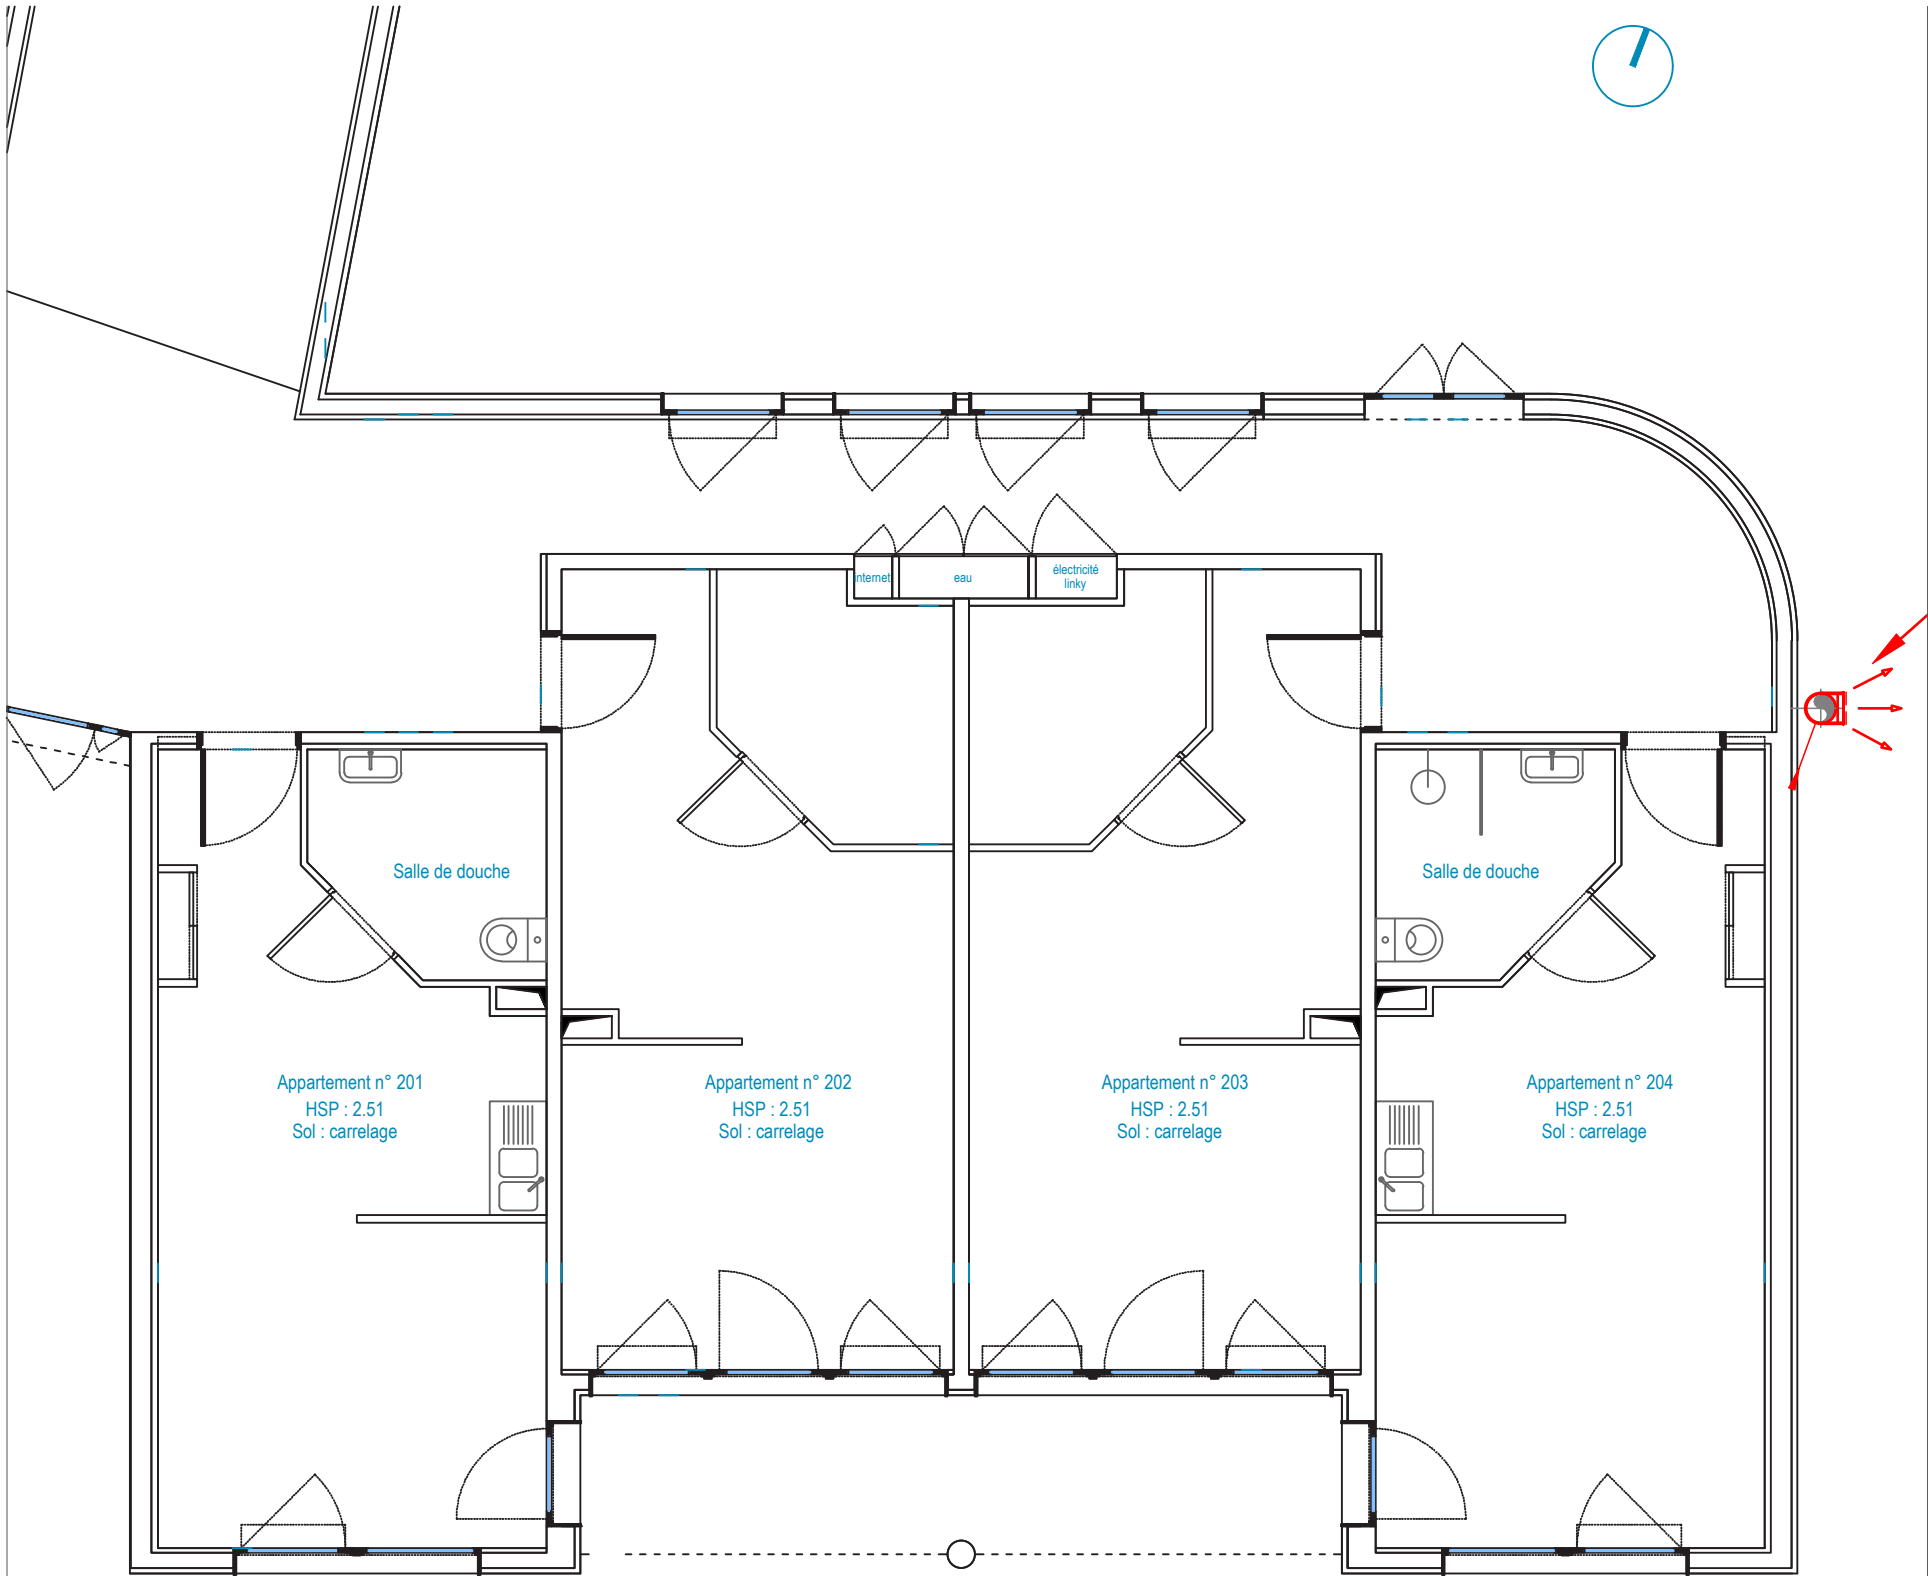 internet
eau
électricité
linky
Salle de douche
Salle de douche
Appartement n° 201
HSP : 2.51
Sol : carrelage
Appartement n° 202
HSP : 2.51
Sol : carrelage
Appartement n° 203
HSP : 2.51
Sol : carrelage
Appartement n° 204
HSP : 2.51
Sol : carrelage